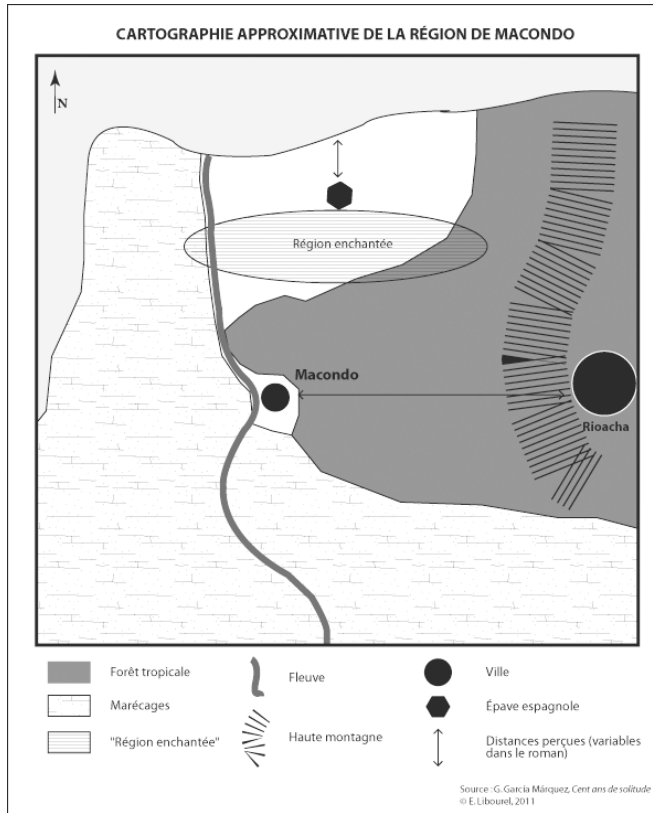 CARTOGRAPHIE APPROXIMATIVE DE LA RÉGION DE MACONDO
N
Région enchantée
Macondo
Rioacha
Forêt tropicale
Fleuve
Ville
Marécages
Épave espagnole
"Région enchantée"
Haute montagne
Distances perçues (variables
dans le roman)
Source : G. García Márquez, Cent ans de solitude
© E. Libourel, 2011